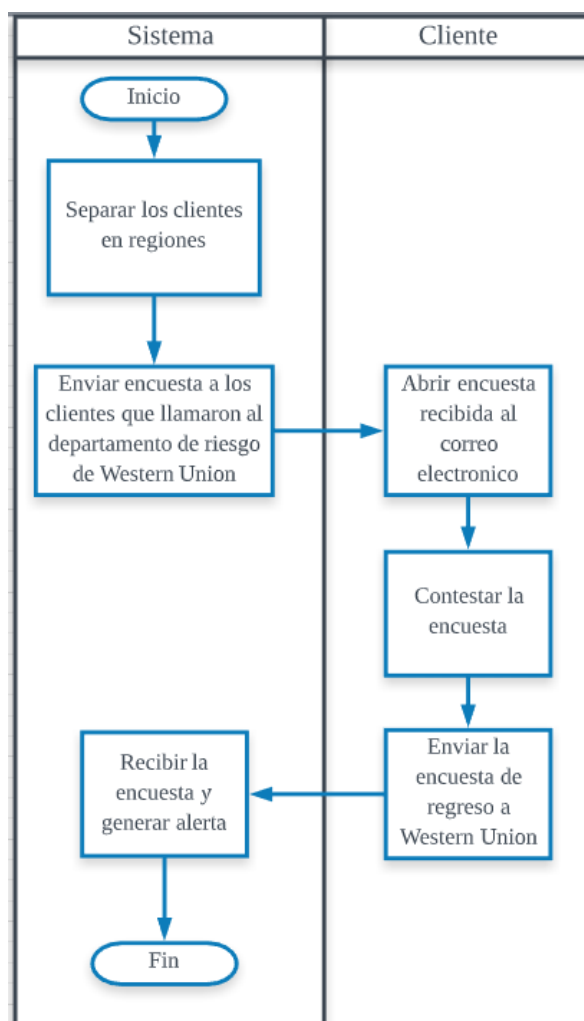 Sistema
Cliente
Inicio
Separar los clientes
en regiones
Enviar encuesta a los
clientes que llamaron al
departamento de riesgo
de Western Union
Abrir encuesta
recibida al
correo
electronico
Contestar la
encuesta
Enviar la
encuesta de
regreso a
Western Union
Recibir la
encuesta y
generar alerta
Fin